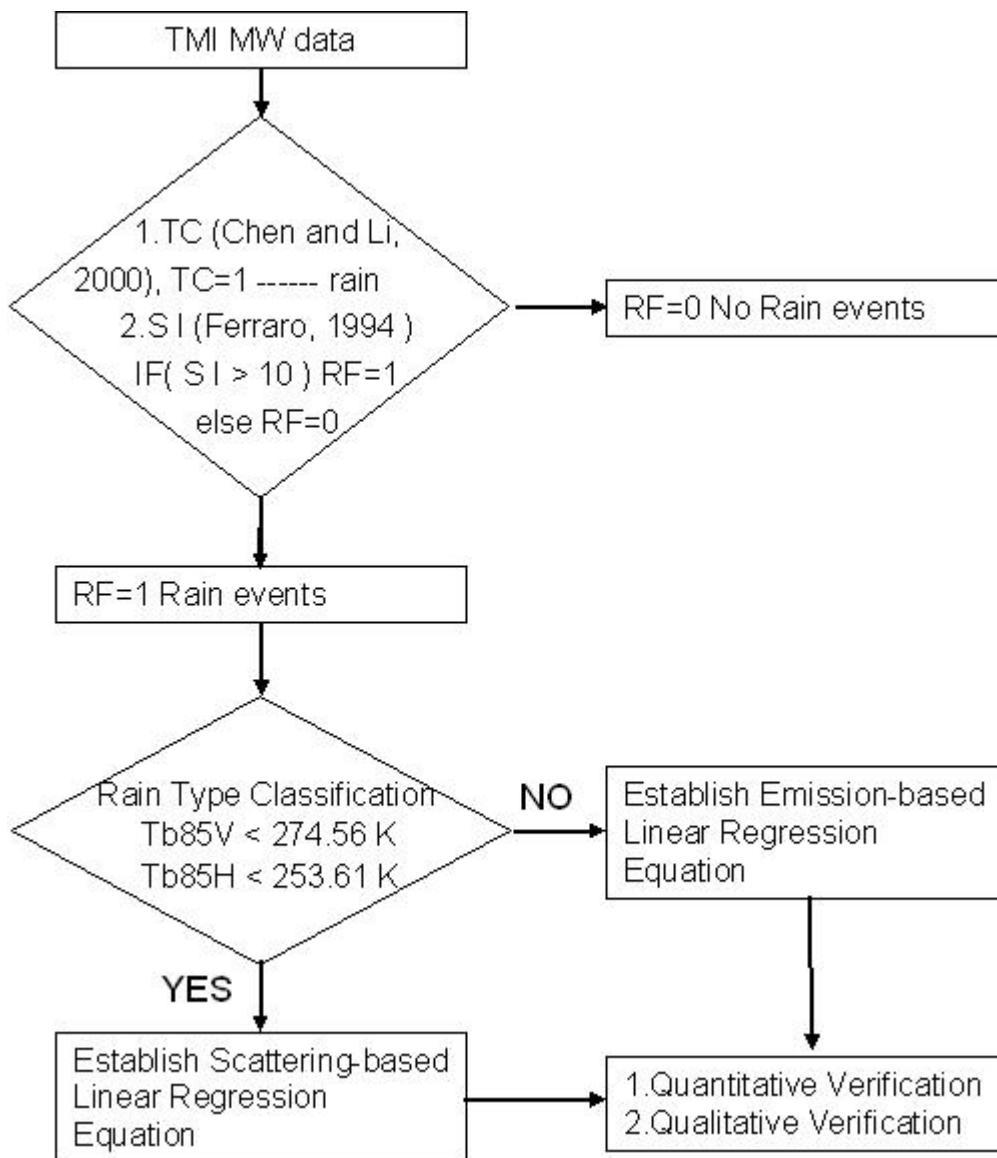 TMI MW data
1.TC (Chen and Li,
2000), TC=1 ------ rain
2.S I (Ferraro, 1994 )
IF( S I > 10 ) RF=1
else RF=0
RF=0 No Rain events
RF=1 Rain events
Rain Type Classification
Tb85V < 274.56 K
Tb85H < 253.61 K
NO
Establish Emission-based
Linear Regression
Equation
YES
Establish Scattering-based
Linear Regression
Equation
1.Quantitative Verification
2.Qualitative Verification